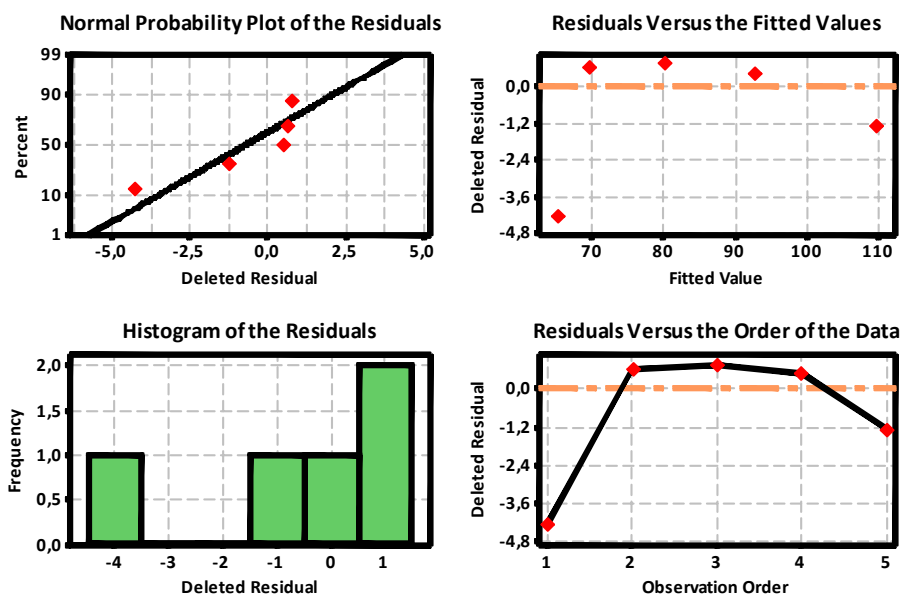 Normal Probability Plot of the Residuals
99
90
50
10
1
Percent
-5,0 -2,5 0,0 2,5 5,0
Deleted Residual
Residuals Versus the Fitted Values
0,0
-1,2
-2,4
-3,6
-4,8
Deleted Residual
70 80 90 100 110
Fitted Value
Histogram of the Residuals
2,0
1,5
1,0
0,5
0,0
Frequency
-4 -3 -2 -1 0 1
Deleted Residual
Residuals Versus the Order of the Data
0,0
-1,2
-2,4
-3,6
-4,8
Deleted Residual
1 2 3 4 5
Observation Order